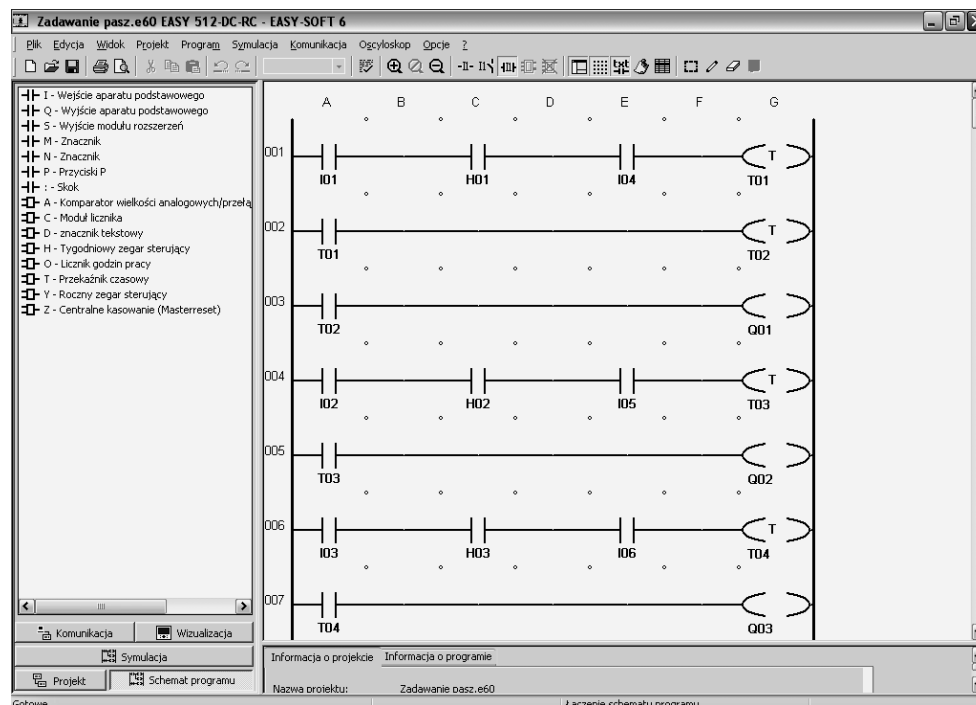 Zadawanie pasz.e60 EASY 512-DC-RC - EASY-SOFT 6
Plik Edycja Widok Projekt Program Symulacja Komunikacja Oscyloskop Opcje ?
I - Wejście aparatu podstawowego
Q - Wyjście aparatu podstawowego
S - Wyjście modułu rozszerzeń
M - Znacznik
N - Znacznik
P - Przyciski P
: - Skok
A - Komparator wielkości analogowych/przełą
C - Moduł licznika
D - znacznik tekstowy
H - Tygodniowy zegar sterujący
O - Licznik godzin pracy
T - Przekaźnik czasowy
Y - Roczny zegar sterujący
Z - Centralne kasowanie (Masterreset)
Komunikacja Wizualizacja
Symulacja
Projekt Schemat programu
A B C D E F G
001 T
I01 H01 I04 T01
002 T
T01 T02
003
T02 Q01
004 T
I02 H02 I05 T03
005
T03 Q02
006 T
I03 H03 I06 T04
007
T04 Q03
Informacja o projekcie Informacja o programie
Nazwa projektu: Zadawanie pasz.e60
Gotowe Łączenie schematu programu